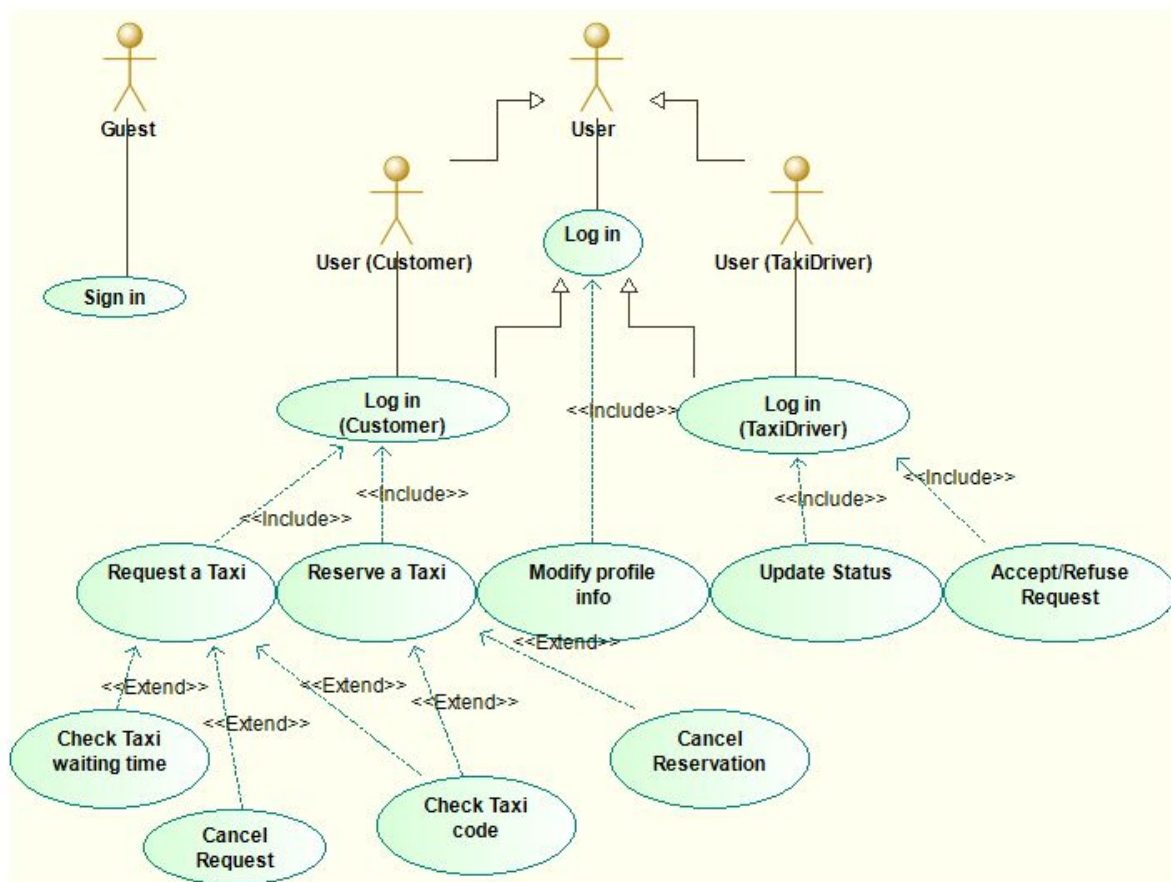 Guest
User
User (Customer)
Log in
User (TaxiDriver)
Sign in
Log in
(Customer)
<<Include>>
Log in
(TaxiDriver)
<<Include>>
<<Include>>
<<Include>>
<<Include>>
Request a Taxi
Reserve a Taxi
Modify profile
info
Update Status
Accept/Refuse
Request
<<Extend>>
<<Extend>>
<<Extend>>
<<Extend>>
<<Extend>>
Check Taxi
waiting time
Cancel
Reservation
Check Taxi
code
Cancel
Request